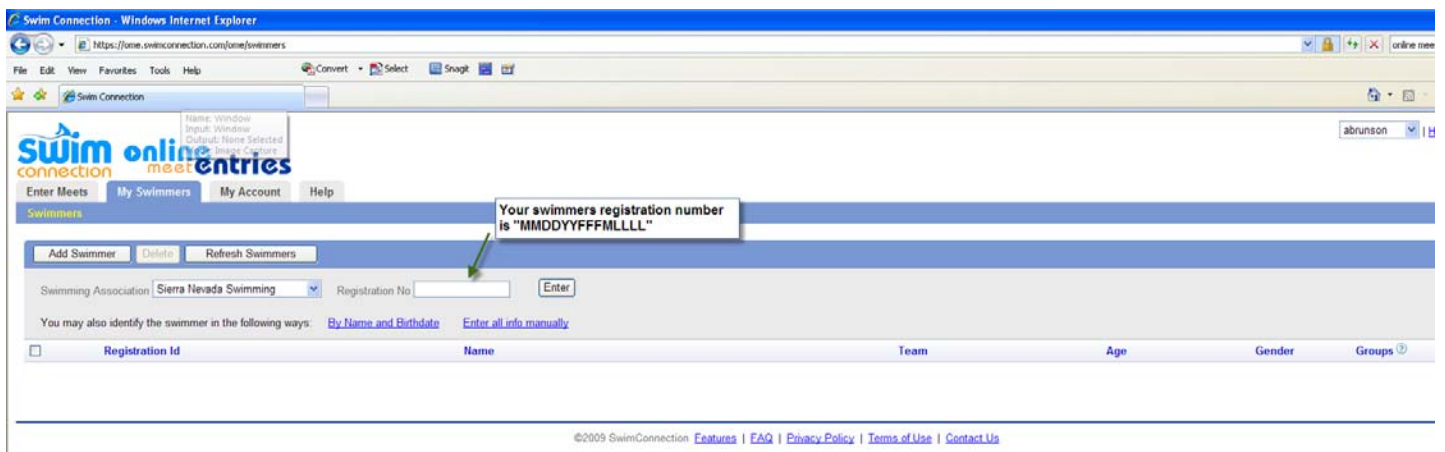 Swim Connection - Windows Internet Explorer
https://ome.swimconnection.com/ome/swimmers
online mee
File Edit View Favorites Tools Help Convert Select SnagIt
Swim Connection
Name: Window
Input: Window
Output: None Selected
Image Capture
abrunson | H
swim online
connection meet entries
Enter Meets My Swimmers My Account Help
Swimmers
Your swimmers registration number
is "MMDDYYFFFMLLLL"
Add Swimmer Delete Refresh Swimmers
Swimming Association Sierra Nevada Swimming Registration No Enter
You may also identify the swimmer in the following ways: By Name and Birthdate Enter all info manually
Registration Id Name Team Age Gender Groups ?
©2009 SwimConnection Features | FAQ | Privacy Policy | Terms of Use | Contact Us